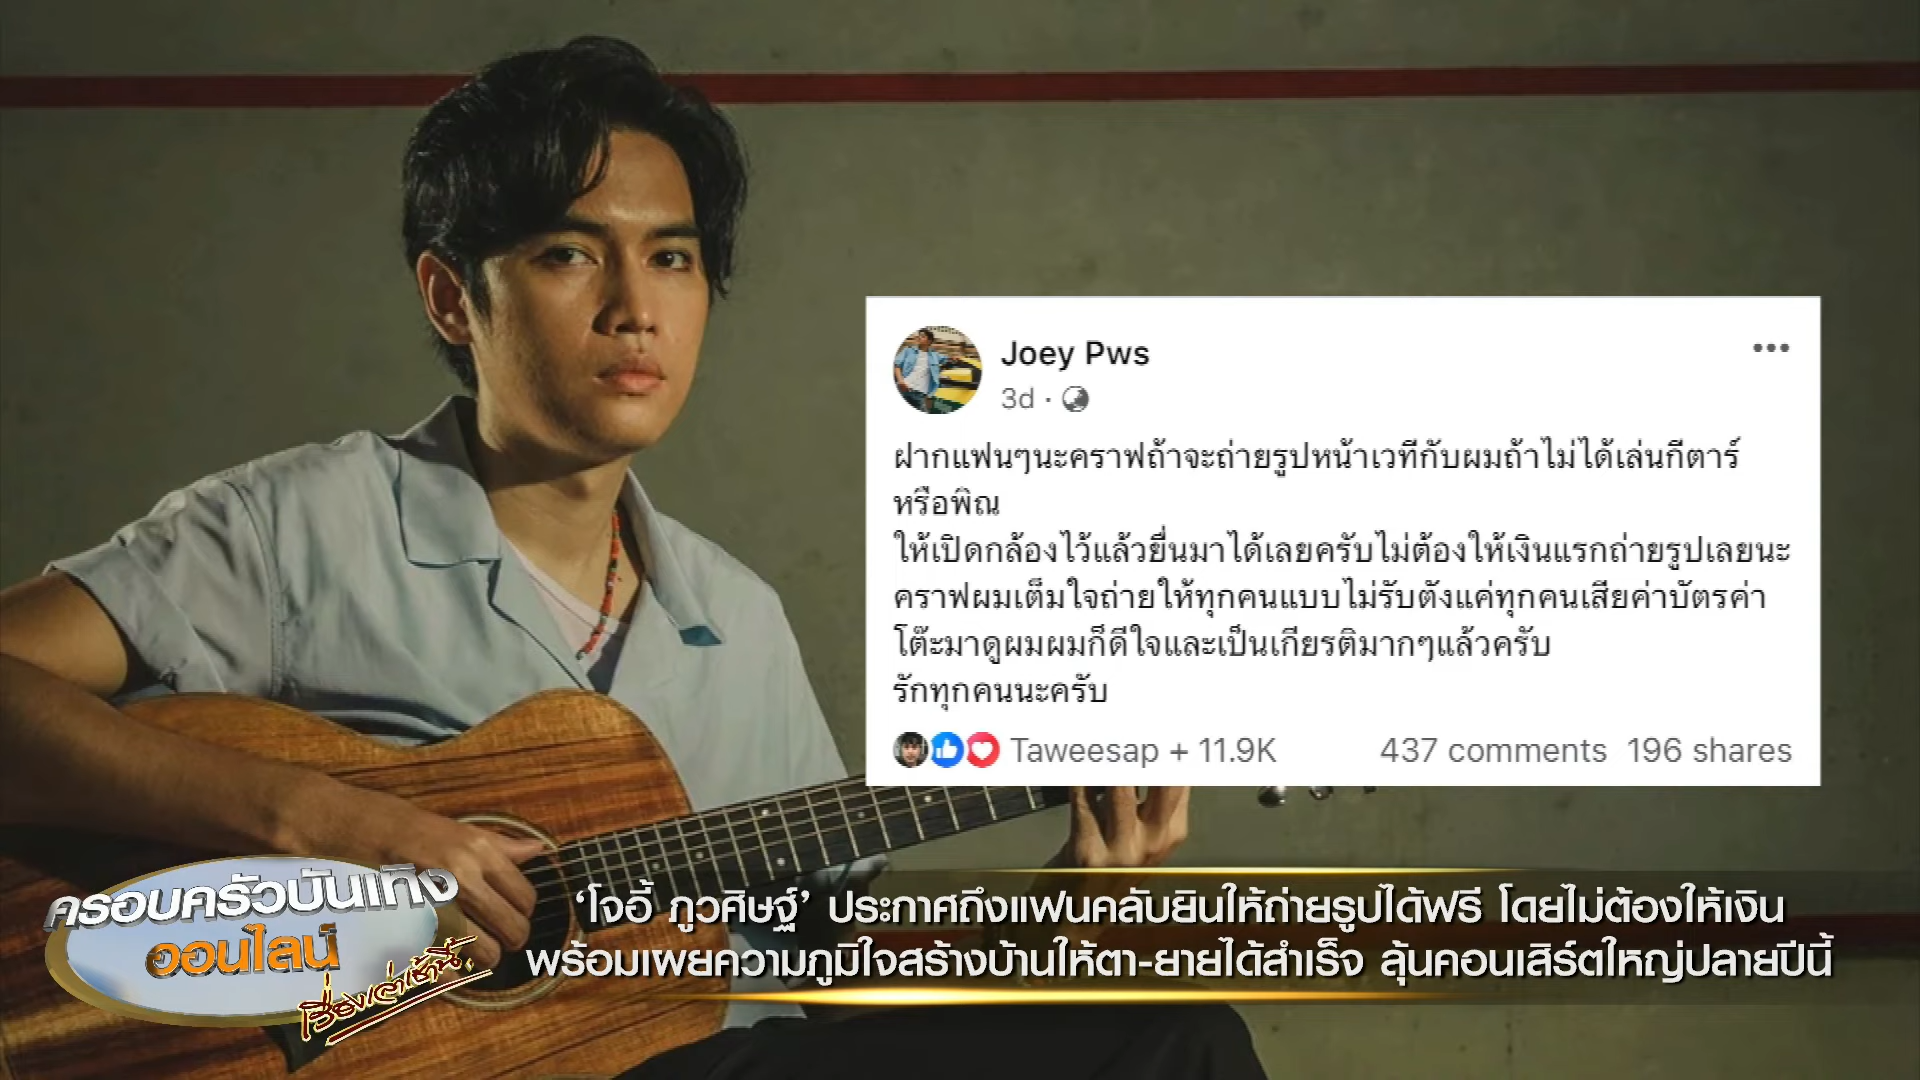 Joey Pws
3d ·
ฝากแฟนๆนะคราฟถ้าจะถ่ายรูปหน้าเวทีกับผมถ้าไม่ได้เล่นกีตาร์
หรือพิณ
ให้เปิดกล้องไว้แล้วยื่นมาได้เลยครับไม่ต้องให้เงินแรกถ่ายรูปเลยนะ
คราฟผมเต็มใจถ่ายให้ทุกคนแบบไม่รับตังแค่ทุกคนเสียค่าบัตรค่า
โต๊ะมาดูผมผมก็ดีใจและเป็นเกียรติมากๆแล้วครับ
รักทุกคนนะครับ
Taweesap + 11.9K 437 comments 196 shares
ครอบครัวบันเทิง
ออนไลน์
เรื่องเล่าเช้านี้
‘โจอี้ ภูวศิษฐ์’ ประกาศถึงแฟนคลับยินให้ถ่ายรูปได้ฟรี โดยไม่ต้องให้เงิน
พร้อมเผยความภูมิใจสร้างบ้านให้ตา-ยายได้สำเร็จ ลุ้นคอนเสิร์ตใหญ่ปลายปีนี้